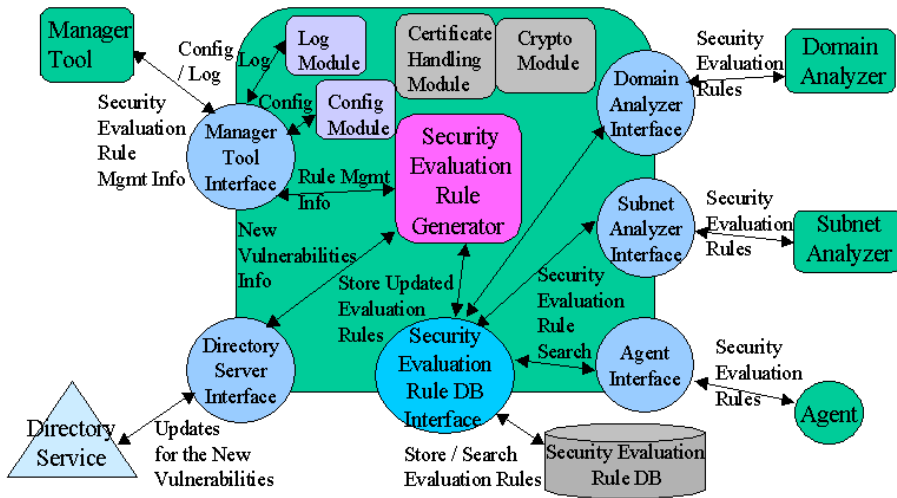 Manager
Tool
Config
/ Log
Log
Log
Module
Config
Config
Module
Certificate
Handling
Module
Crypto
Module
Security
Evaluation
Rules
Domain
Analyzer
Domain
Analyzer
Interface
Security
Evaluation
Rule
Mgmt Info
Manager
Tool
Interface
Rule Mgmt
Info
Security
Evaluation
Rule
Generator
Security
Evaluation
Rules
Subnet
Analyzer
Interface
Subnet
Analyzer
New
Vulnerabilities
Info
Store Updated
Evaluation
Rules
Security
Evaluation
Rule
Search
Directory
Server
Interface
Security
Evaluation
Rule DB
Interface
Agent
Interface
Security
Evaluation
Rules
Agent
Directory
Service
Updates
for the New
Vulnerabilities
Store / Search
Evaluation Rules
Security Evaluation
Rule DB